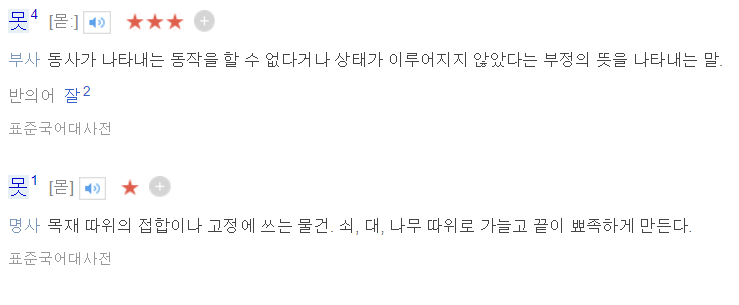 못4 [몯ː] ★★★
부사 동사가 나타내는 동작을 할 수 없다거나 상태가 이루어지지 않았다는 부정의 뜻을 나타내는 말.
반의어 잘2
표준국어대사전
못1 [몯] ★
명사 목재 따위의 접합이나 고정에 쓰는 물건. 쇠, 대, 나무 따위로 가늘고 끝이 뾰족하게 만든다.
표준국어대사전